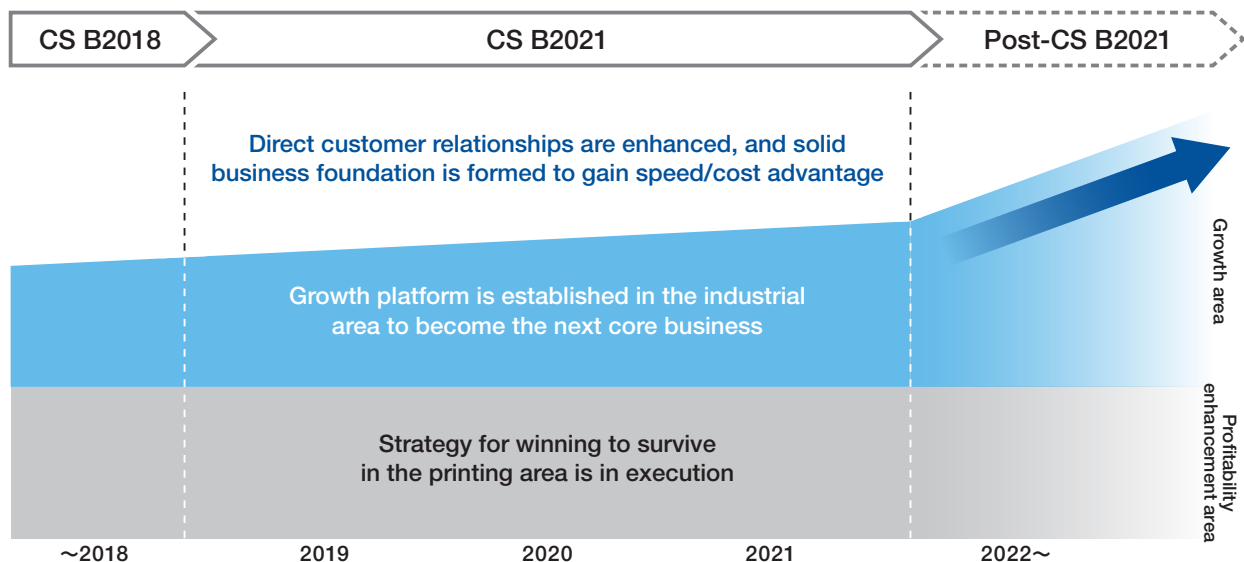 CS B2018
CS B2021
Post-CS B2021
Direct customer relationships are enhanced, and solid
business foundation is formed to gain speed/cost advantage
Growth platform is established in the industrial
area to become the next core business
Growth area
Strategy for winning to survive
in the printing area is in execution
Profitability
enhancement area
～2018
2019
2020
2021
2022～